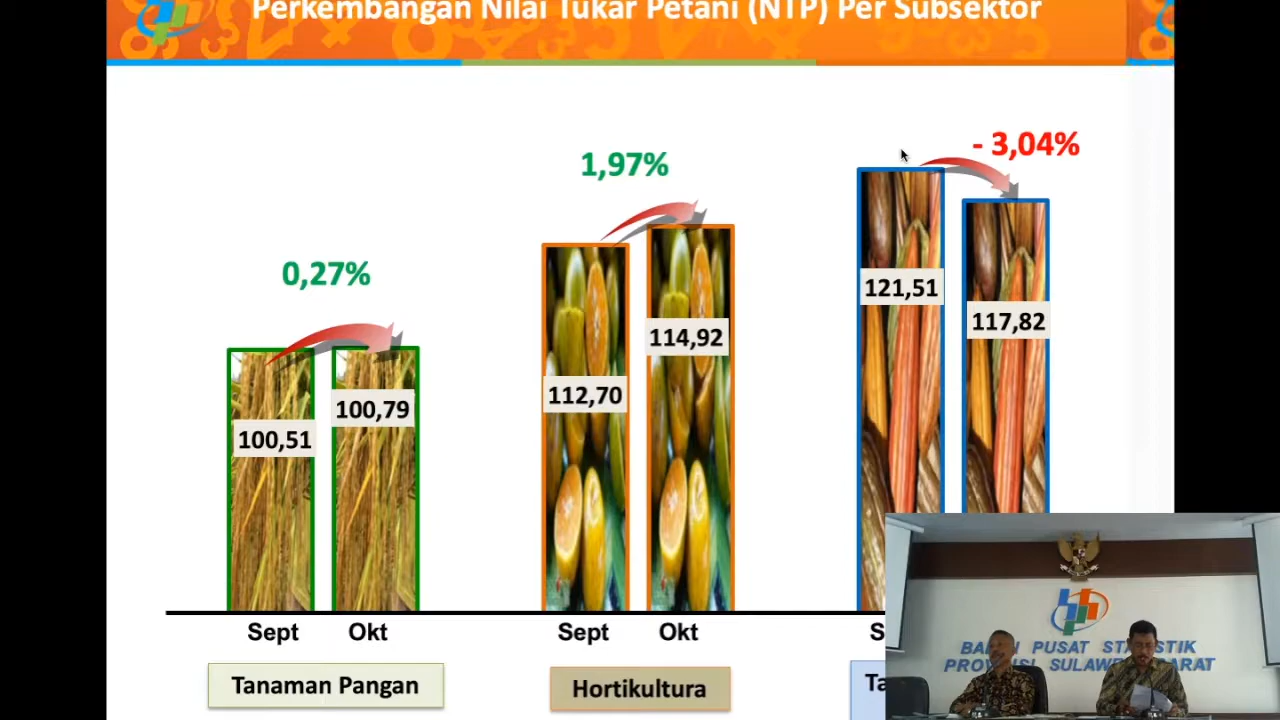 Perkembangan Nilai Tukar Petani (NTP) Per Subsektor
- 3,04%
1,97%
0,27%
121,51
117,82
114,92
112,70
100,79
100,51
Sept Okt
Sept Okt
Tanaman Pangan
Hortikultura
BADAN PUSAT STATISTIK
PROVINSI SULAWESI BARAT